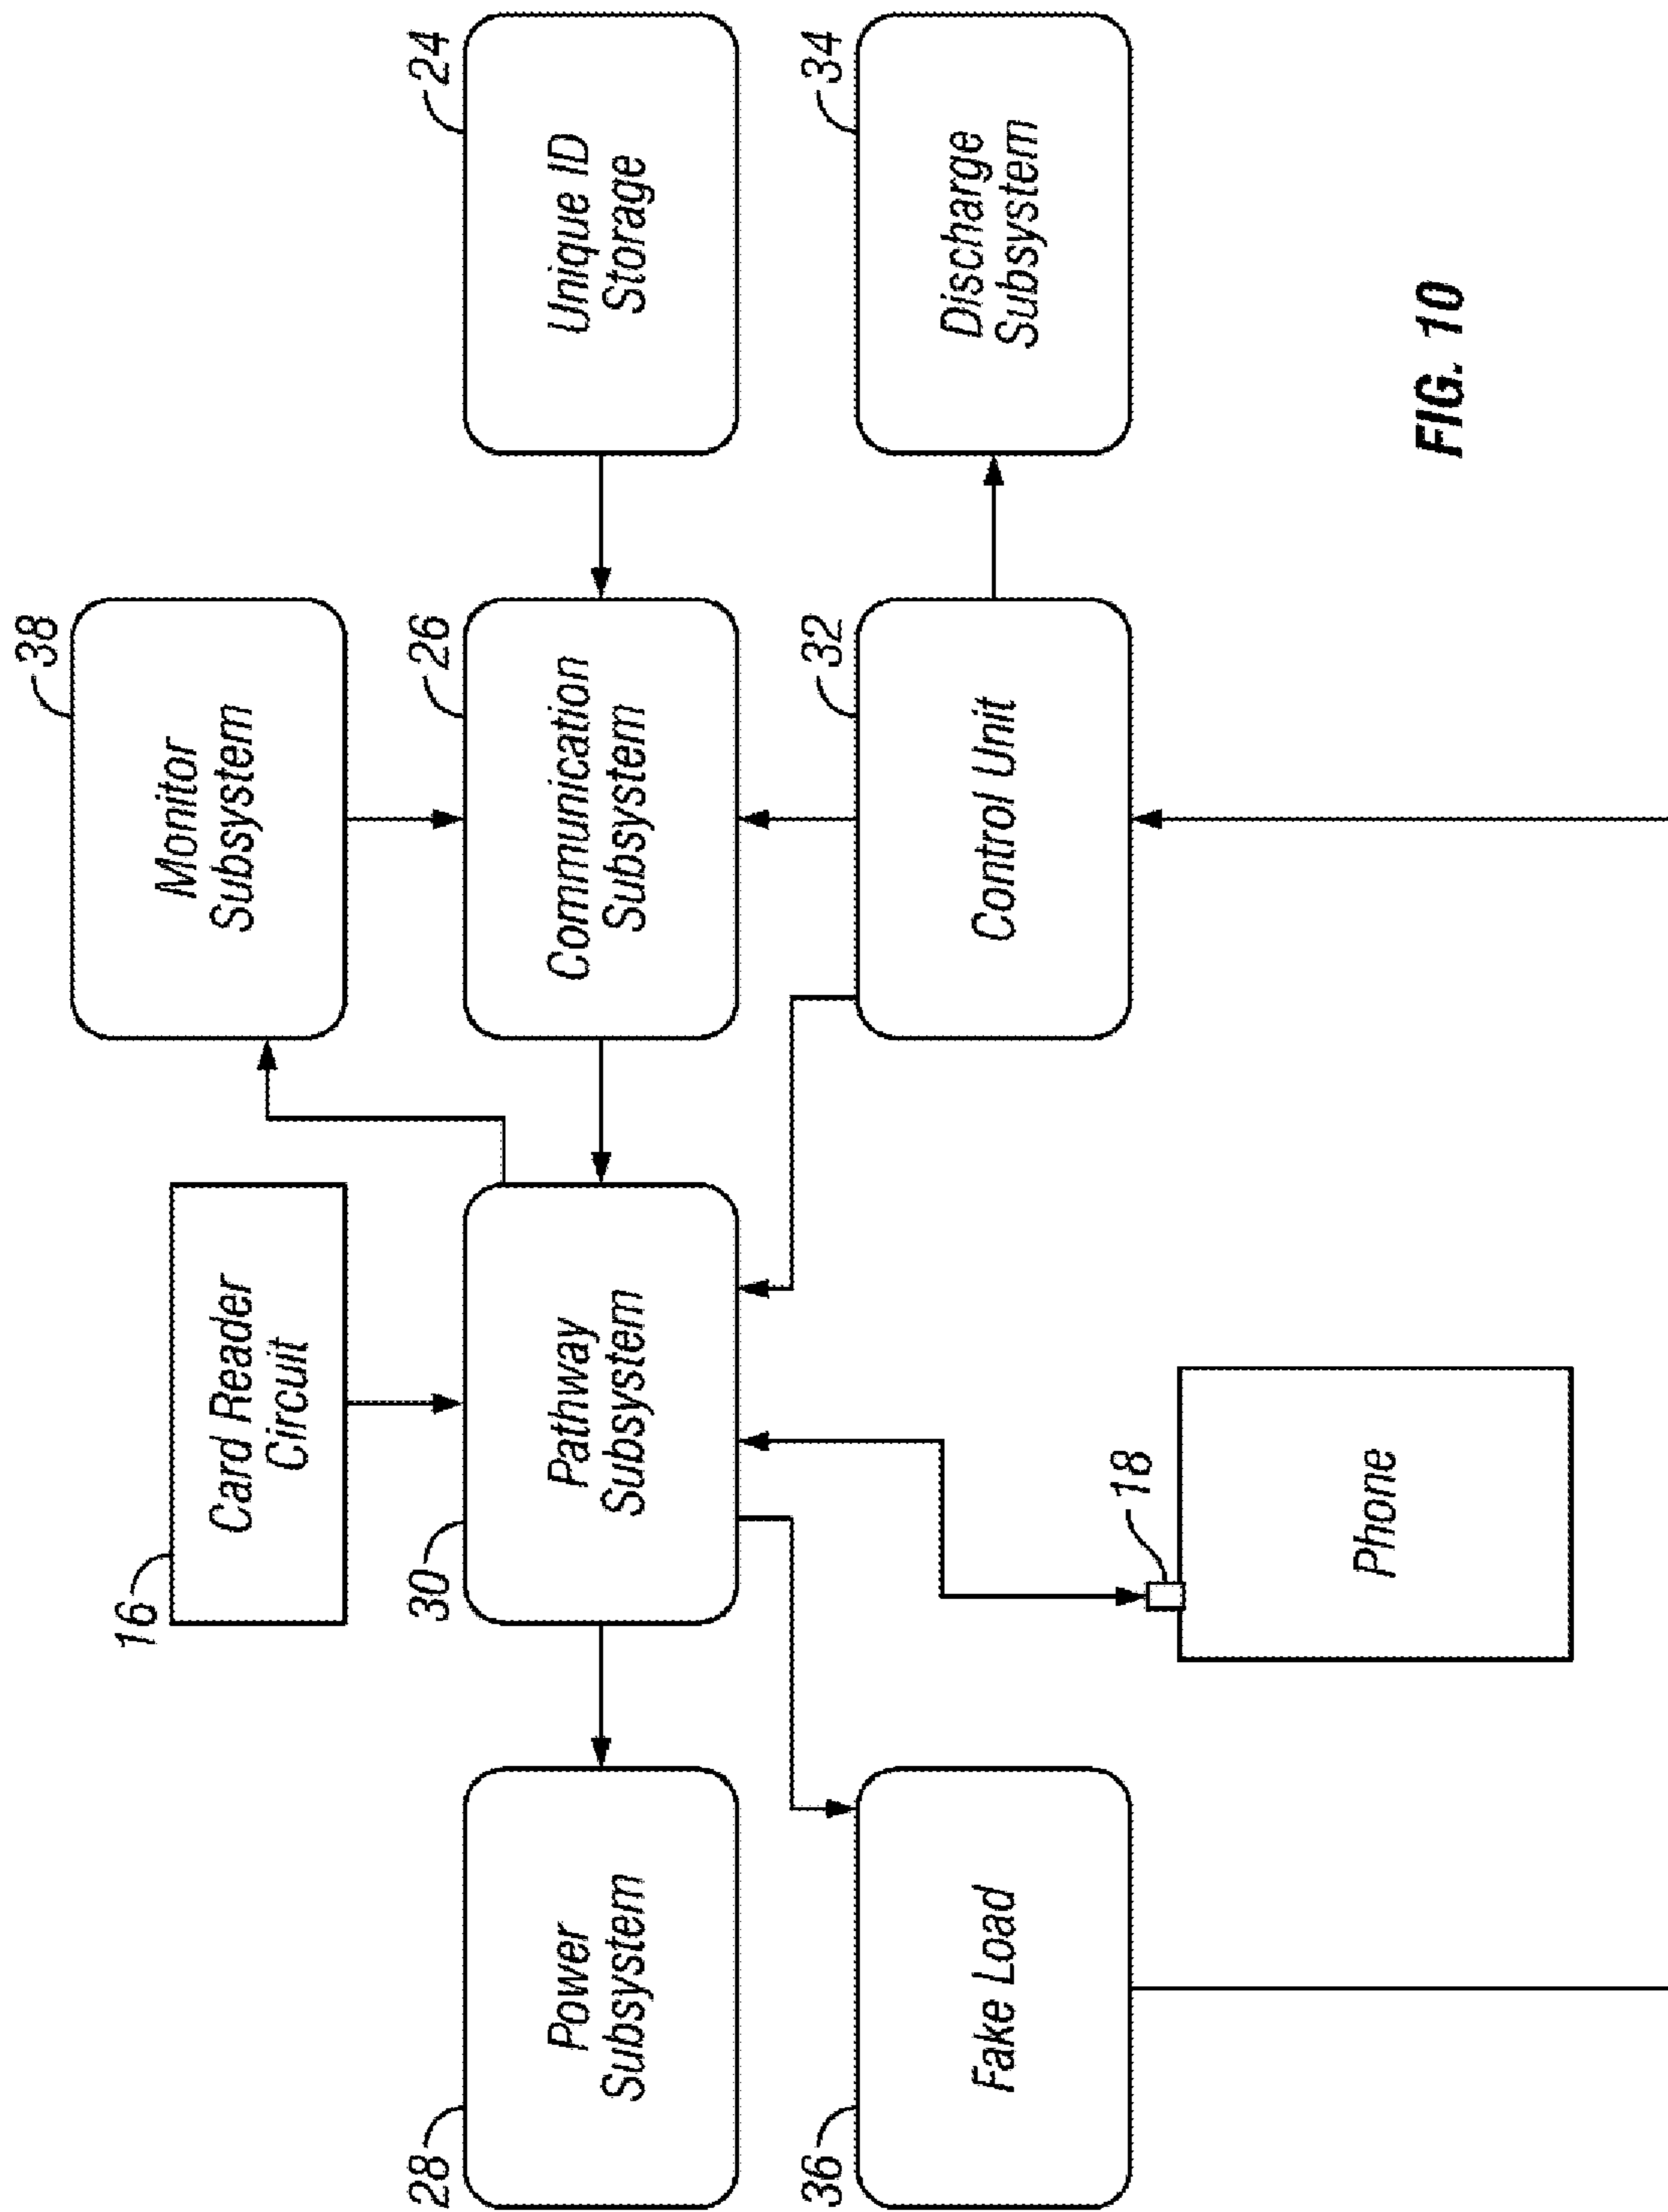 16
Card Reader
Circuit
38
Monitor
Subsystem
28
Power
Subsystem
30
Pathway
Subsystem
26
Communication
Subsystem
24
Unique ID
Storage
36
Fake Load
32
Control Unit
34
Discharge
Subsystem
18
Phone
FIG. 10